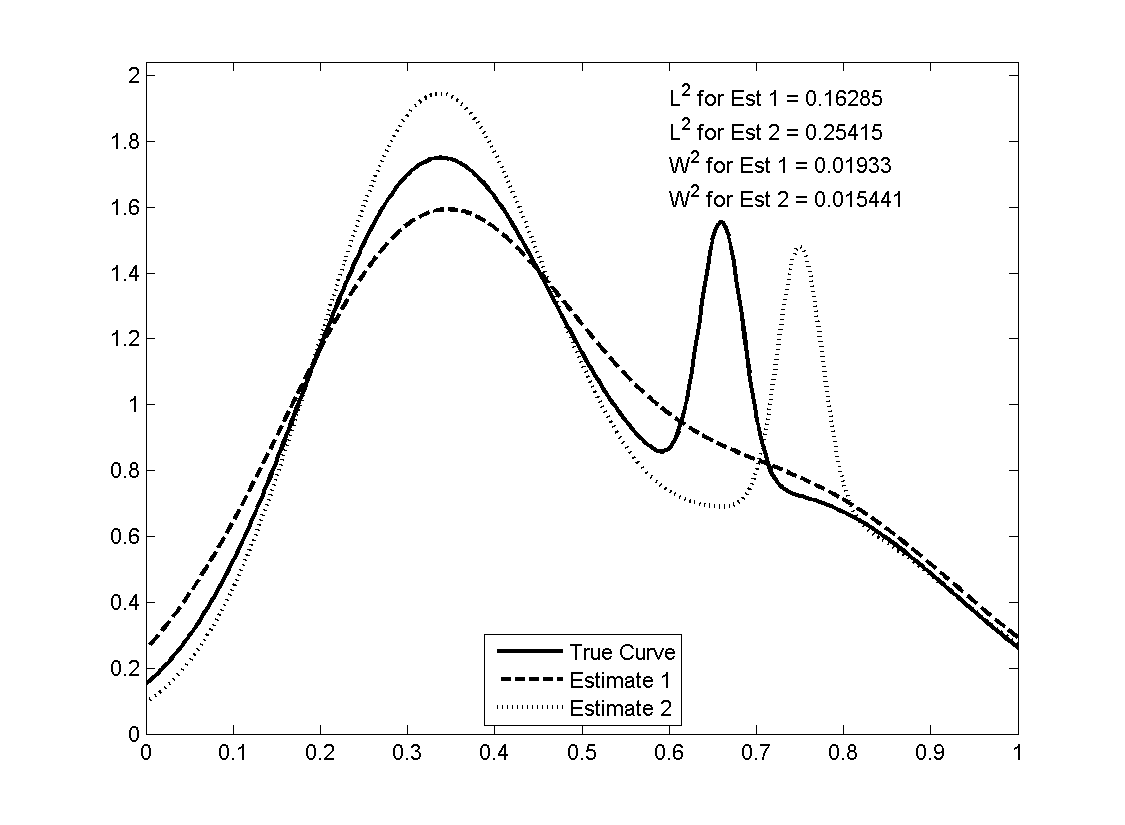 2
1.8
1.6
1.4
1.2
1
0.8
0.6
0.4
0.2
0
0 0.1 0.2 0.3 0.4 0.5 0.6 0.7 0.8 0.9 1
L² for Est 1 = 0.16285
L² for Est 2 = 0.25415
W² for Est 1 = 0.01933
W² for Est 2 = 0.015441
True Curve
Estimate 1
Estimate 2